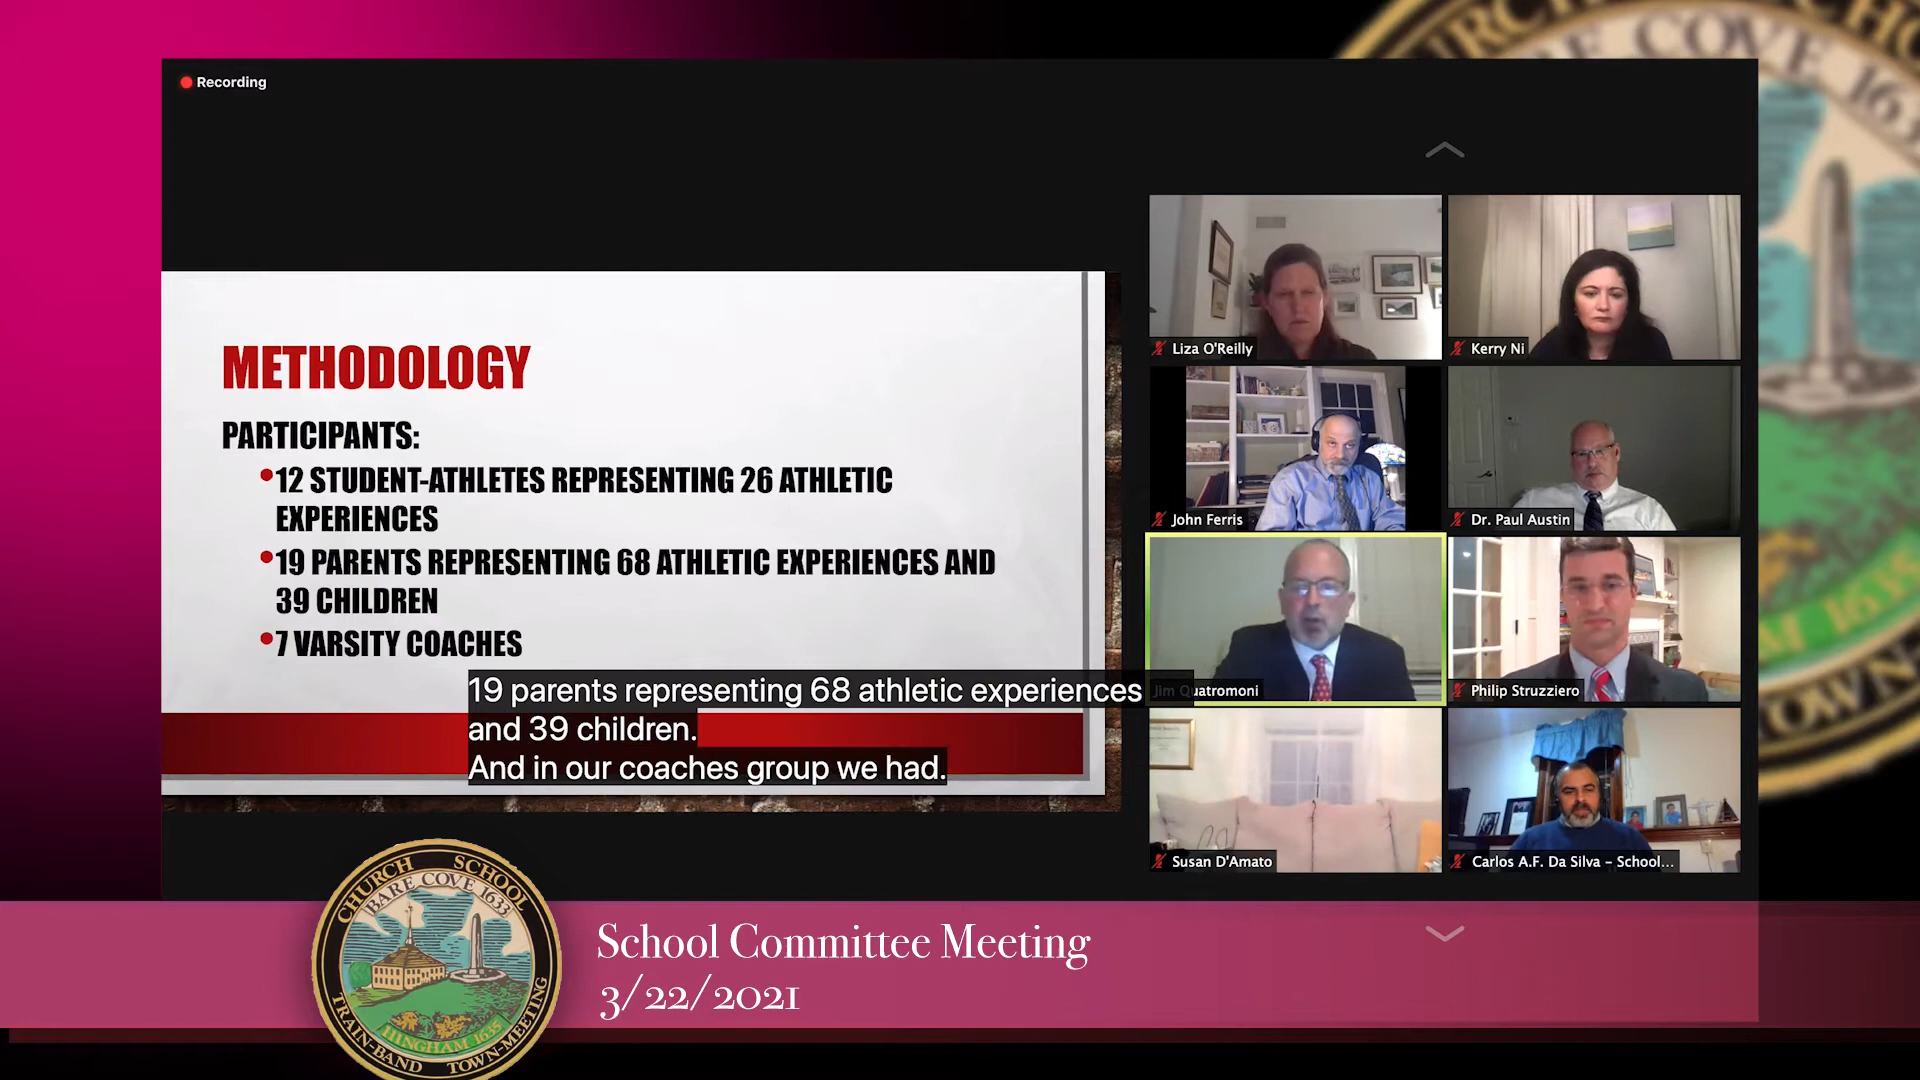 Recording
METHODOLOGY
PARTICIPANTS:
•12 STUDENT-ATHLETES REPRESENTING 26 ATHLETIC
EXPERIENCES
•19 PARENTS REPRESENTING 68 ATHLETIC EXPERIENCES AND
39 CHILDREN
•7 VARSITY COACHES
19 parents representing 68 athletic experiences
and 39 children.
And in our coaches group we had.
Liza O'Reilly
Kerry Ni
John Ferris
Dr. Paul Austin
Jim Quatromoni
Philip Struzziero
Susan D'Amato
Carlos A.F. Da Silva – School...
CHURCH SCHOOL
BARE COVE 1633
HINGHAM 1635
TRAIN-BAND TOWN-MEETING
School Committee Meeting
3/22/2021